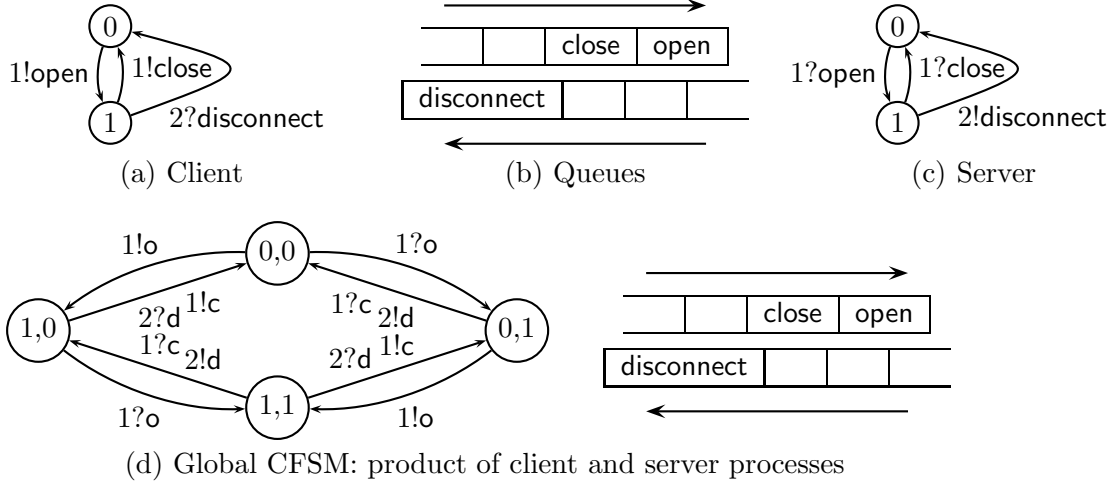 0
1!open
1!close
1
2?disconnect
(a) Client
close
open
disconnect
(b) Queues
0
1?open
1?close
1
2!disconnect
(c) Server
0,0
1!o
1?o
1!c
2?d
1?c
2!d
1,0
0,1
1?c
2!d
2?d
1!c
1?o
1,1
1!o
close
open
disconnect
(d) Global CFSM: product of client and server processes